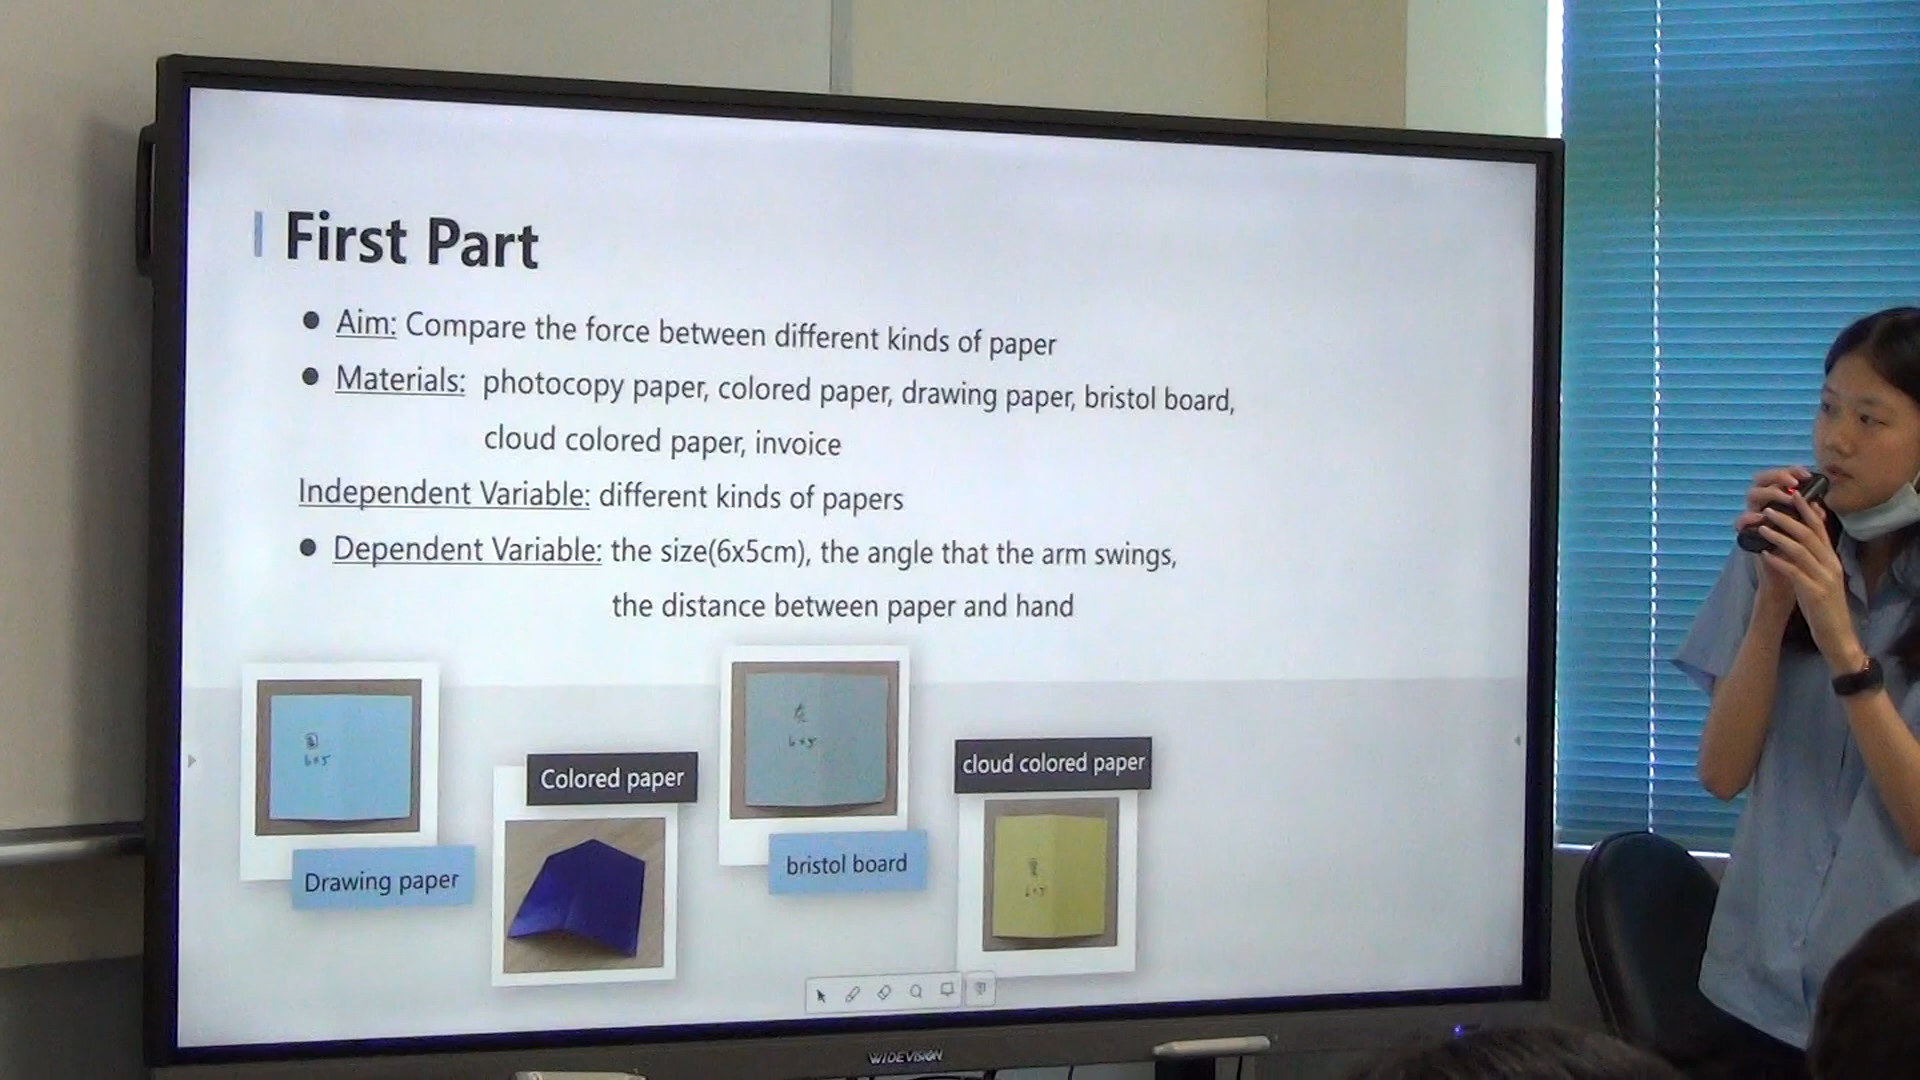 First Part
Aim: Compare the force between different kinds of paper
Materials: photocopy paper, colored paper, drawing paper, bristol board,
cloud colored paper, invoice
Independent Variable: different kinds of papers
Dependent Variable: the size(6x5cm), the angle that the arm swings,
the distance between paper and hand
6x5
Drawing paper
Colored paper
6x5
bristol board
cloud colored paper
6x5
WIDEVISION